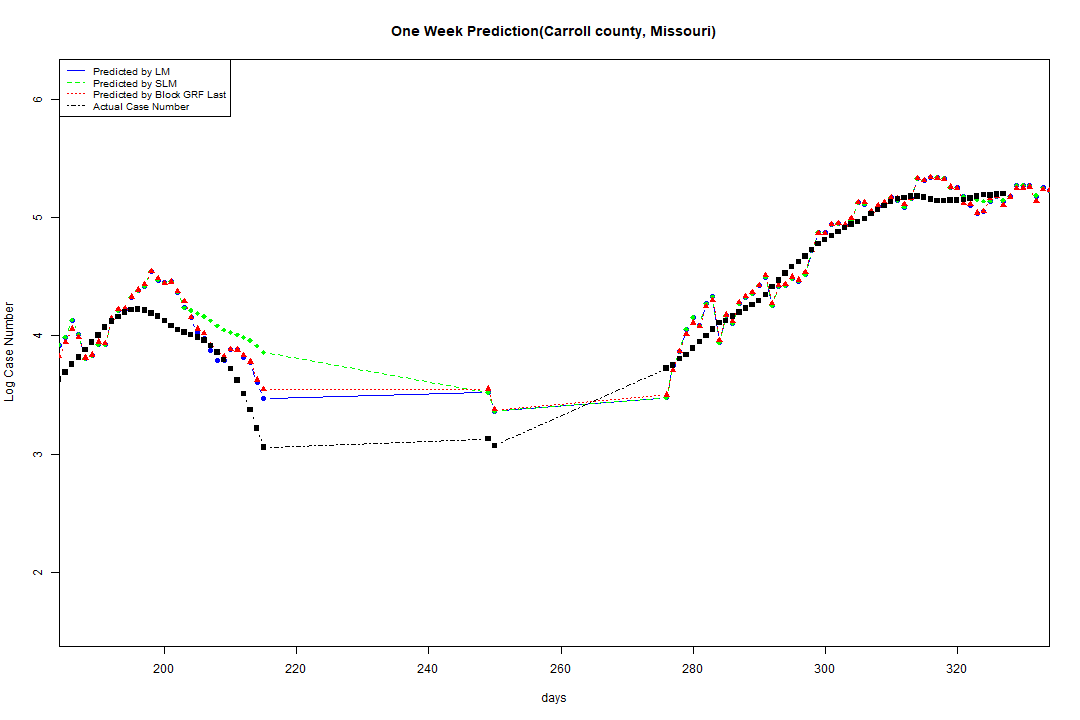 One Week Prediction(Carroll county, Missouri)
Predicted by LM
Predicted by SLM
Predicted by Block GRF Last
Actual Case Number
6
5
4
3
2
Log Case Number
200 220 240 260 280 300 320
days